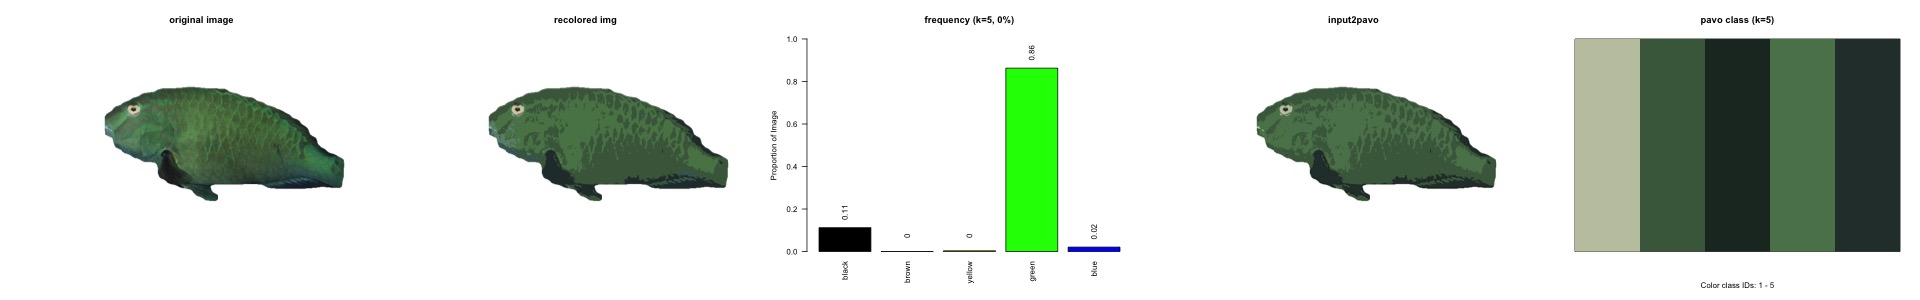 original image
recolored img
frequency (k=5, 0%)
input2pavo
pavo class (k=5)
Proportion of Image
1.0
0.8
0.6
0.4
0.2
0.0
0.11
0
0
0.86
0.02
black
brown
yellow
green
blue
Color class IDs: 1 - 5